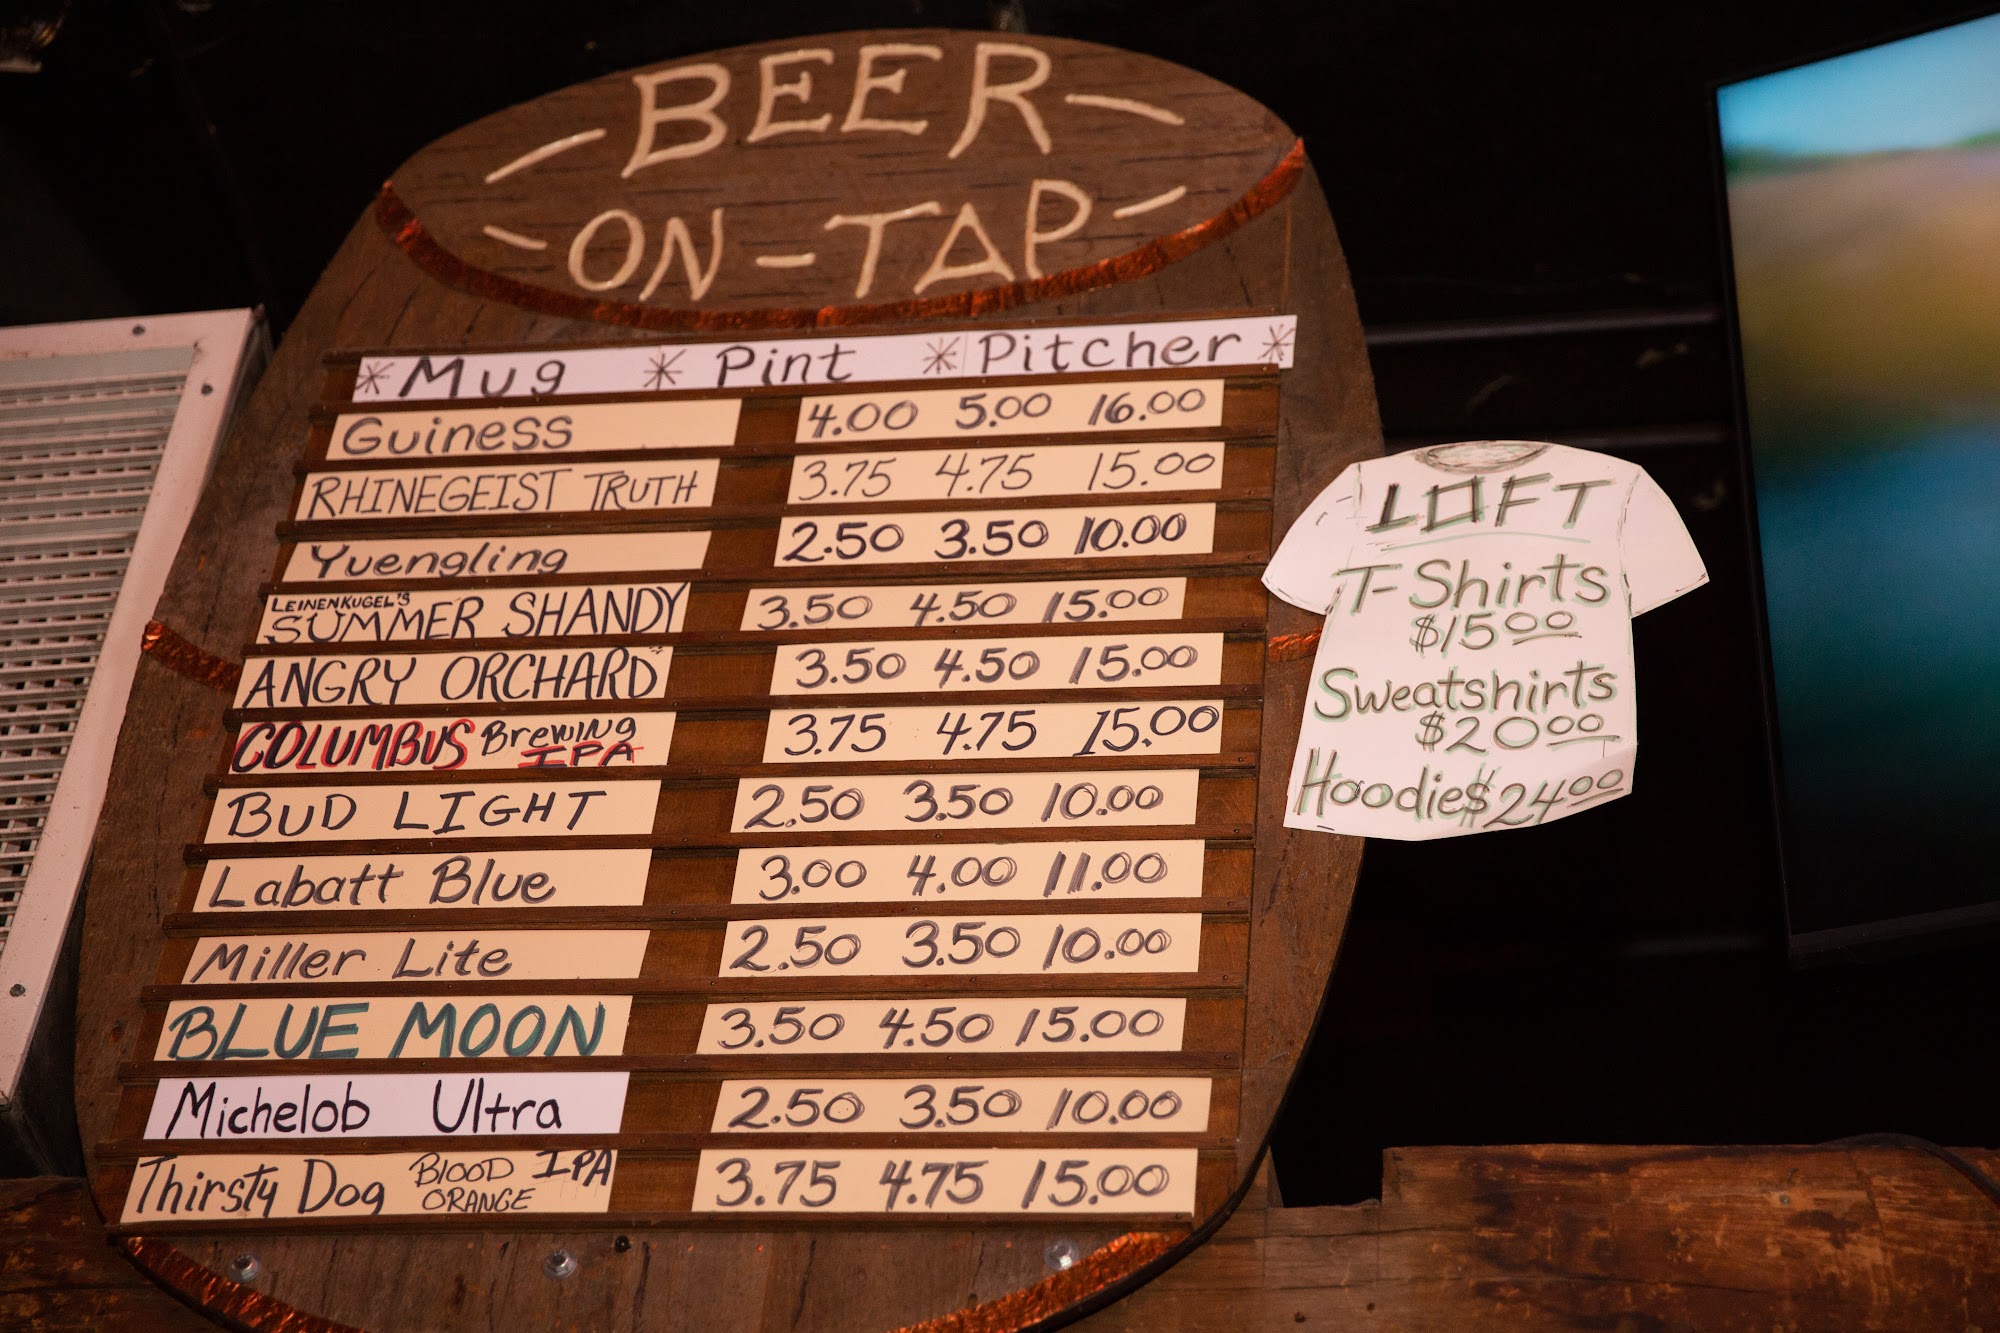 BEER
ON-TAP
* Mug * Pint * Pitcher *
Guiness 4.00 5.00 16.00
RHINEGEIST TRUTH 3.75 4.75 15.00
Yuengling 2.50 3.50 10.00
LEINENKUGEL'S
SUMMER SHANDY 3.50 4.50 15.00
ANGRY ORCHARD 3.50 4.50 15.00
COLUMBUS Brewing IPA 3.75 4.75 15.00
BUD LIGHT 2.50 3.50 10.00
Labatt Blue 3.00 4.00 11.00
Miller Lite 2.50 3.50 10.00
BLUE MOON 3.50 4.50 15.00
Michelob Ultra 2.50 3.50 10.00
Thirsty Dog BLOOD ORANGE IPA 3.75 4.75 15.00
LOFT
T-Shirts
$15.00
Sweatshirts
$20.00
Hoodies $24.00